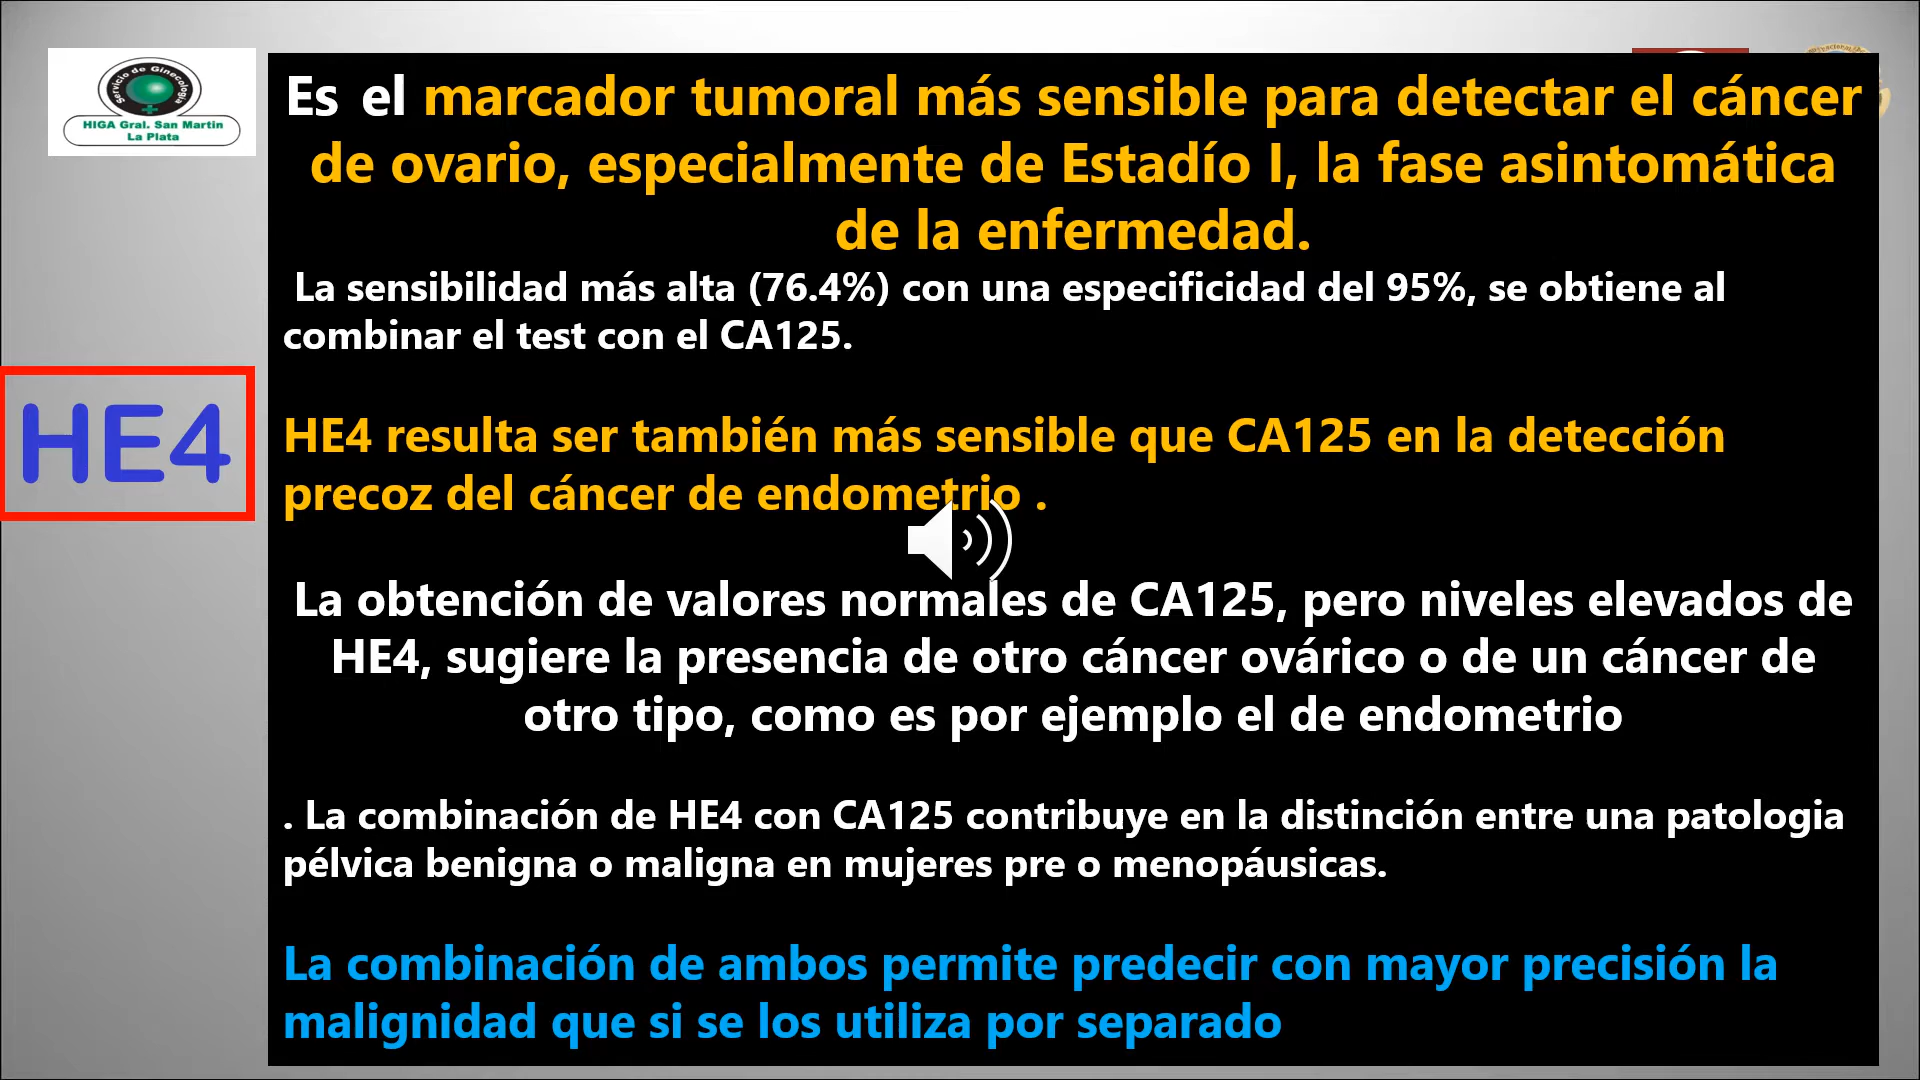 Servicio de Ginecología
HIGA Gral. San Martin
La Plata
HE4
Es el marcador tumoral más sensible para detectar el cáncer
de ovario, especialmente de Estadío I, la fase asintomática
de la enfermedad.
La sensibilidad más alta (76.4%) con una especificidad del 95%, se obtiene al
combinar el test con el CA125.
HE4 resulta ser también más sensible que CA125 en la detección
precoz del cáncer de endometrio .
La obtención de valores normales de CA125, pero niveles elevados de
HE4, sugiere la presencia de otro cáncer ovárico o de un cáncer de
otro tipo, como es por ejemplo el de endometrio
. La combinación de HE4 con CA125 contribuye en la distinción entre una patologia
pélvica benigna o maligna en mujeres pre o menopáusicas.
La combinación de ambos permite predecir con mayor precisión la
malignidad que si se los utiliza por separado